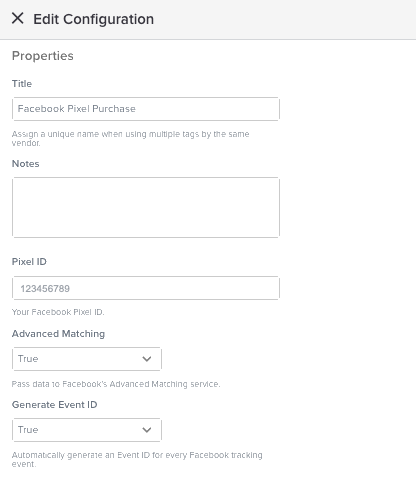 Edit Configuration
Properties
Title
Facebook Pixel Purchase
Assign a unique name when using multiple tags by the same
vendor.
Notes
Pixel ID
123456789
Your Facebook Pixel ID.
Advanced Matching
True
Pass data to Facebook's Advanced Matching service.
Generate Event ID
True
Automatically generate an Event ID for every Facebook tracking
event.